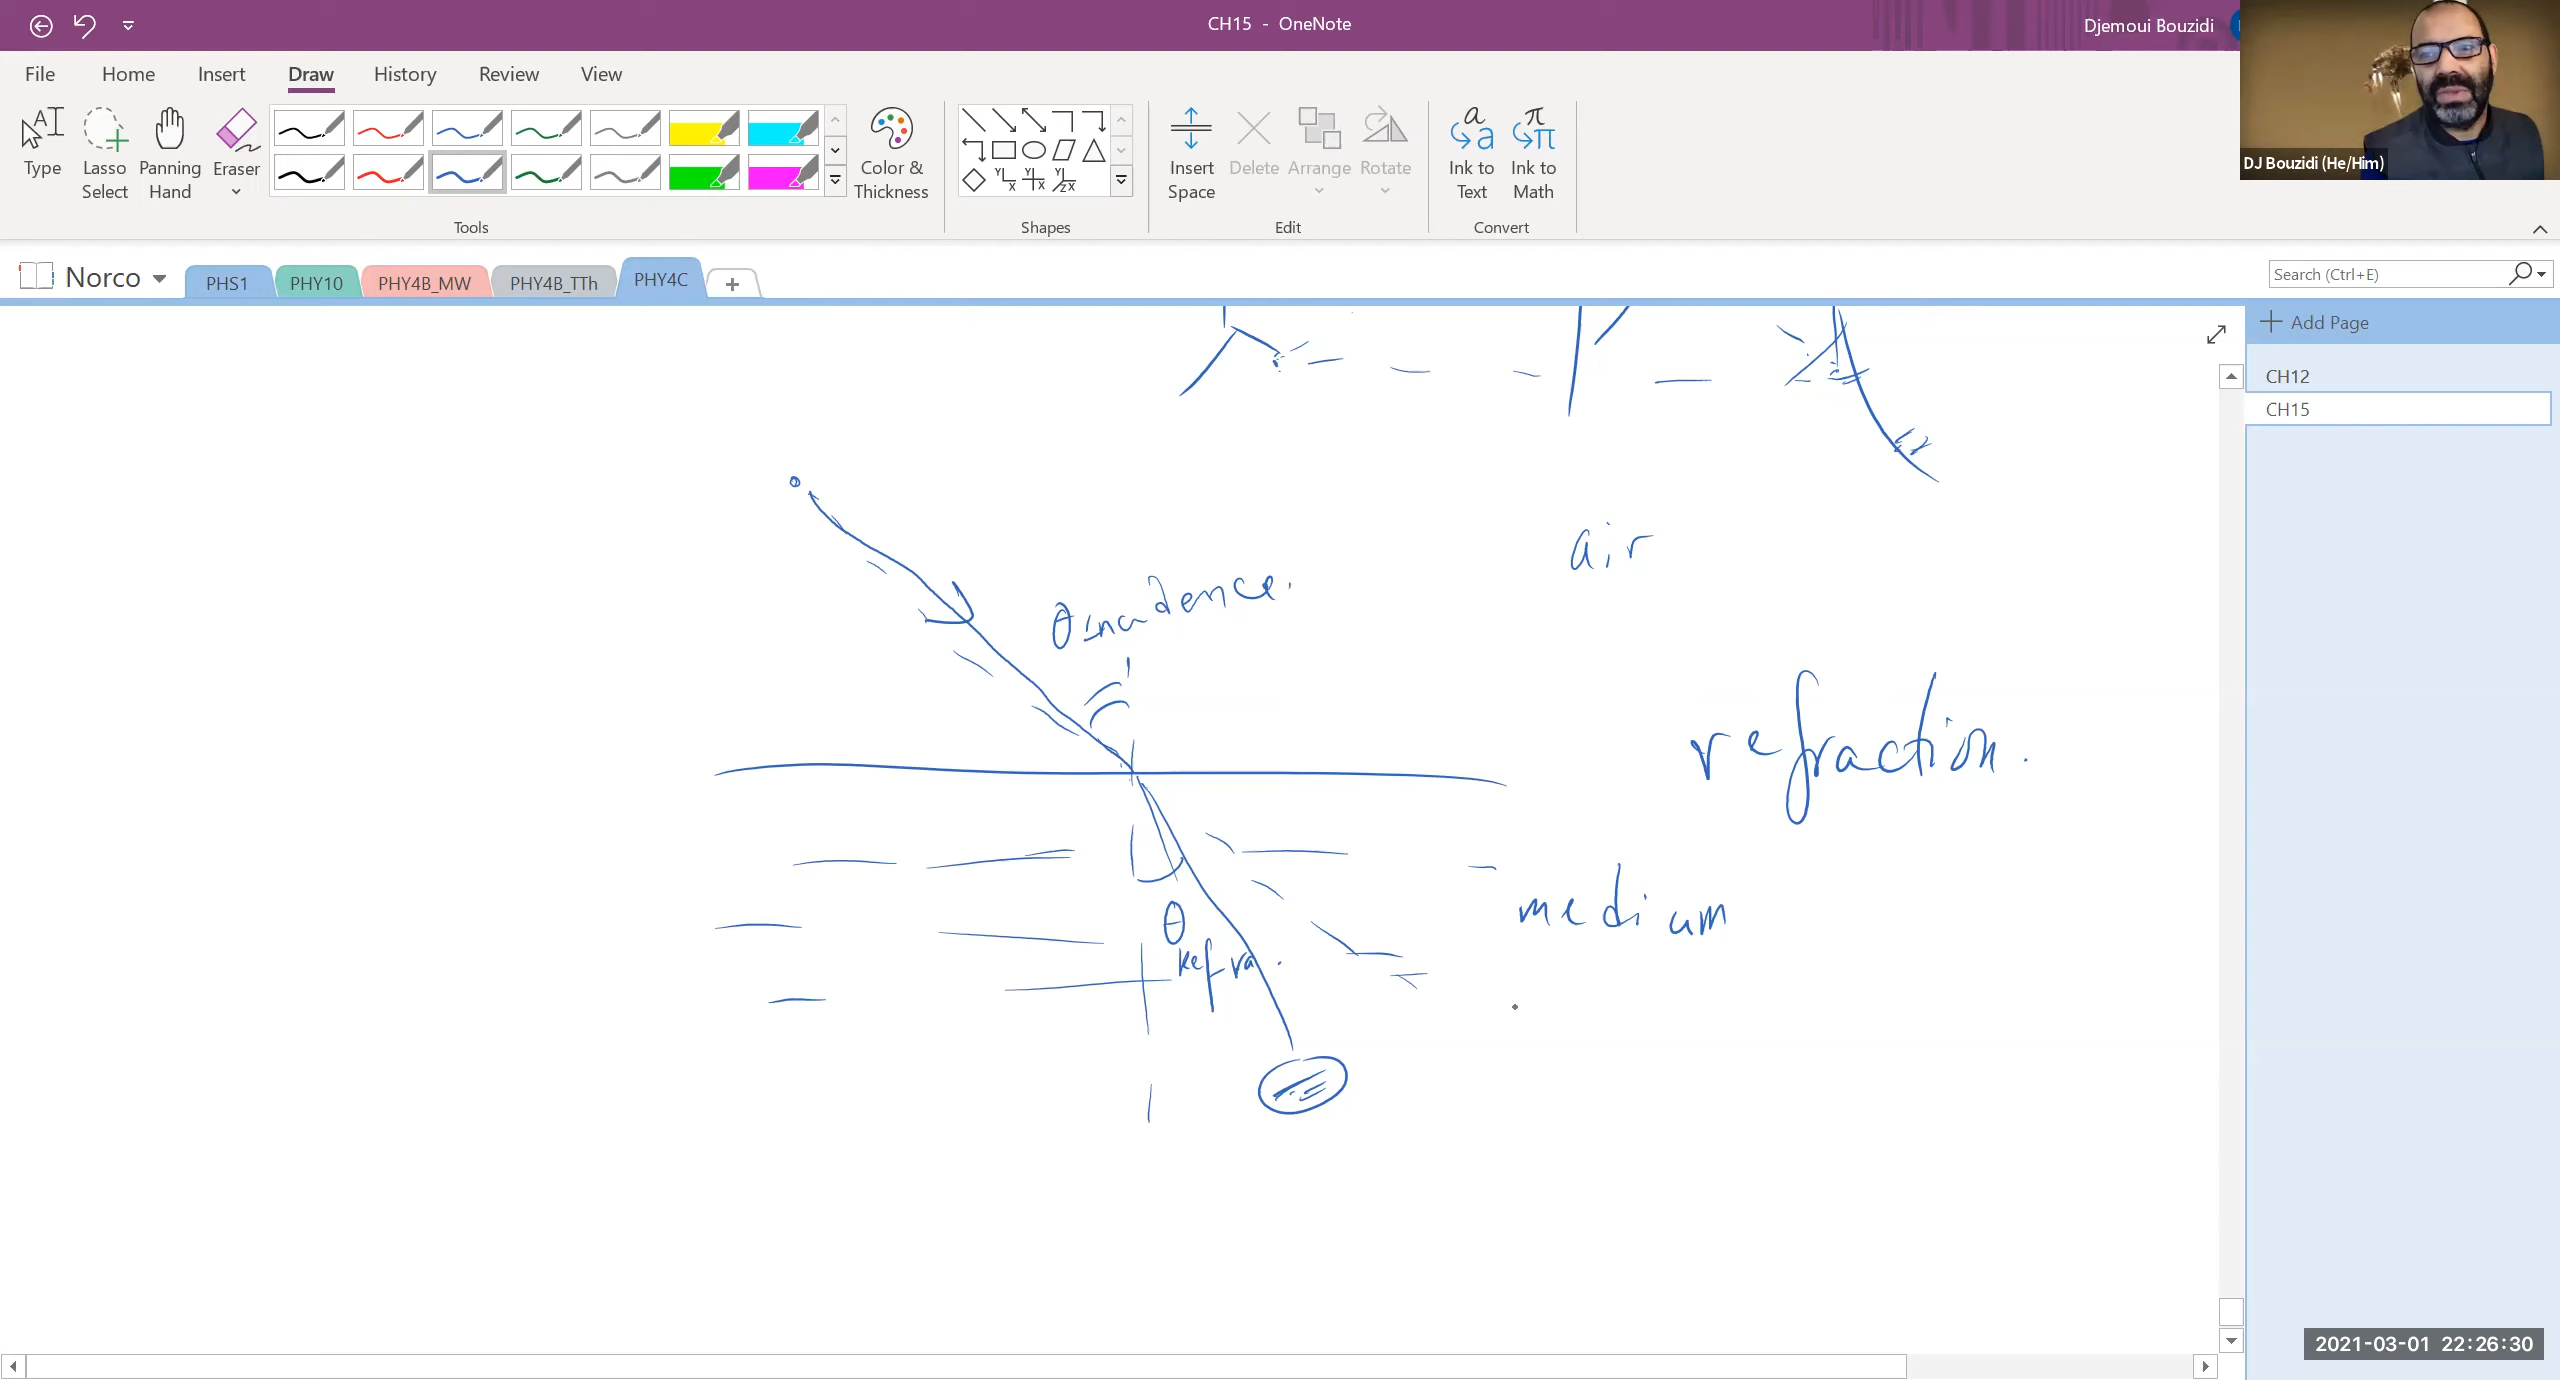 CH15 - OneNote
Djemoui Bouzidi
File Home Insert Draw History Review View
Type
Lasso Select
Panning Hand
Eraser
Color & Thickness
Insert Space
Delete
Arrange
Rotate
Ink to Text
Ink to Math
Tools
Shapes
Edit
Convert
DJ Bouzidi (He/Him)
Norco
PHS1
PHY10
PHY4B_MW
PHY4B_TTh
PHY4C
Search (Ctrl+E)
Add Page
CH12
CH15
air
θ incidence.
refraction.
medium
θ refra.
2021-03-01 22:26:30